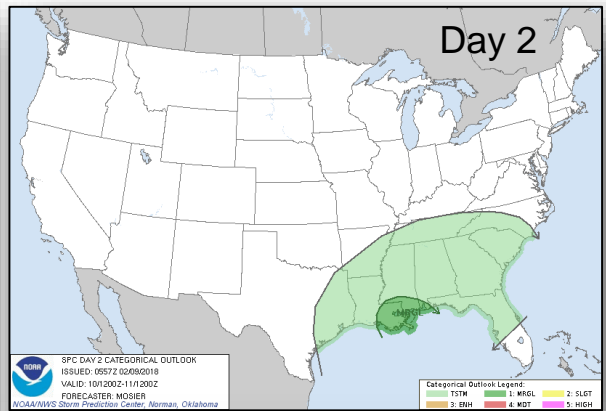 Day 2
MRGL
NOAA
SPC DAY 2 CATEGORICAL OUTLOOK
ISSUED: 0557Z 02/09/2018
VALID: 10/1200Z-11/1200Z
FORECASTER: MOSIER
NOAA/NWS Storm Prediction Center, Norman, Oklahoma
Categorical Outlook Legend:
TSTM 1: MRGL 2: SLGT
3: ENH 4: MDT 5: HIGH